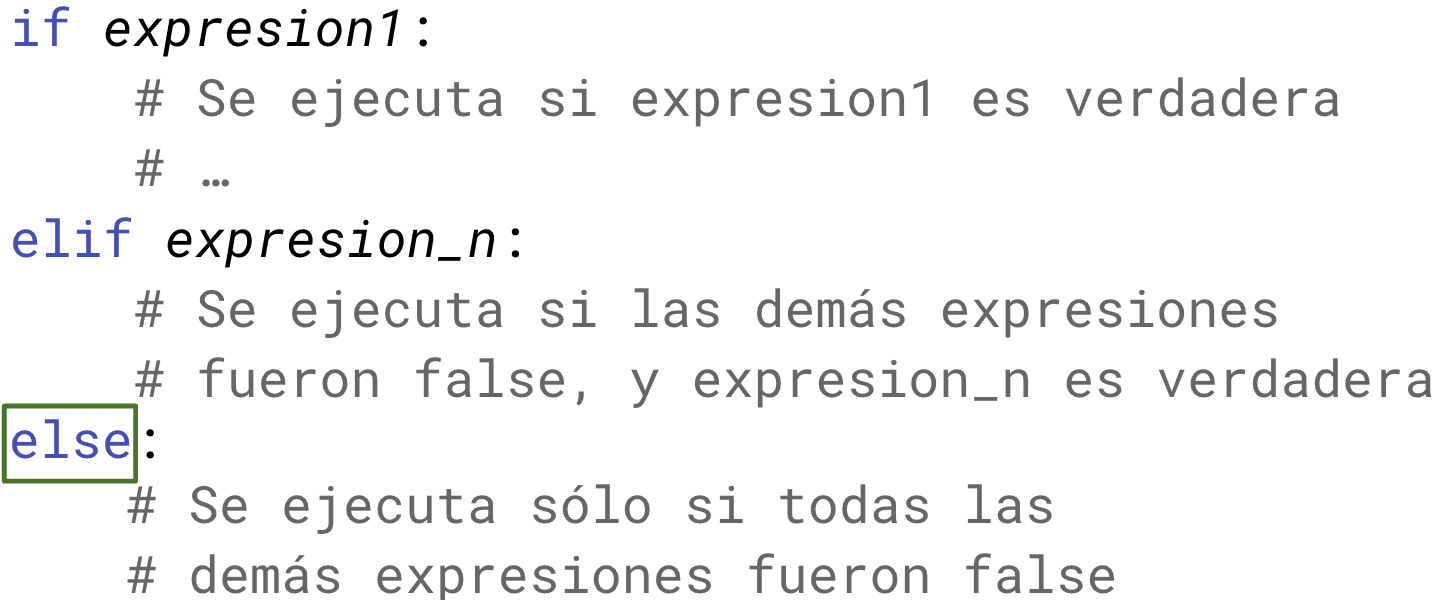 if expresion1:
# Se ejecuta si expresion1 es verdadera
# …
elif expresion_n:
# Se ejecuta si las demás expresiones
# fueron false, y expresion_n es verdadera
else:
# Se ejecuta sólo si todas las
# demás expresiones fueron false